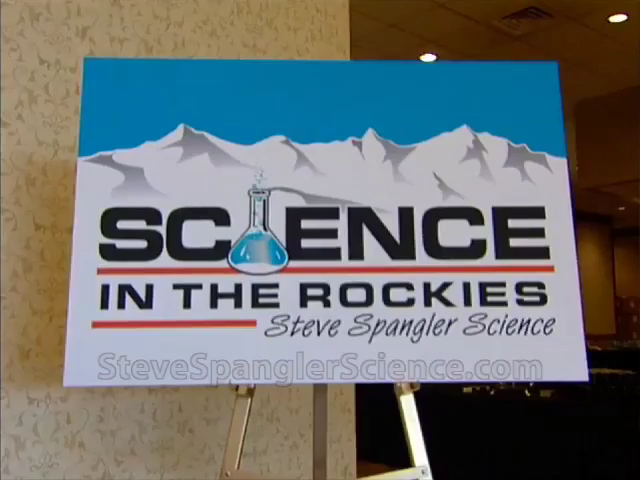 SCIENCE
IN THE ROCKIES
Steve Spangler Science
SteveSpanglerScience.com